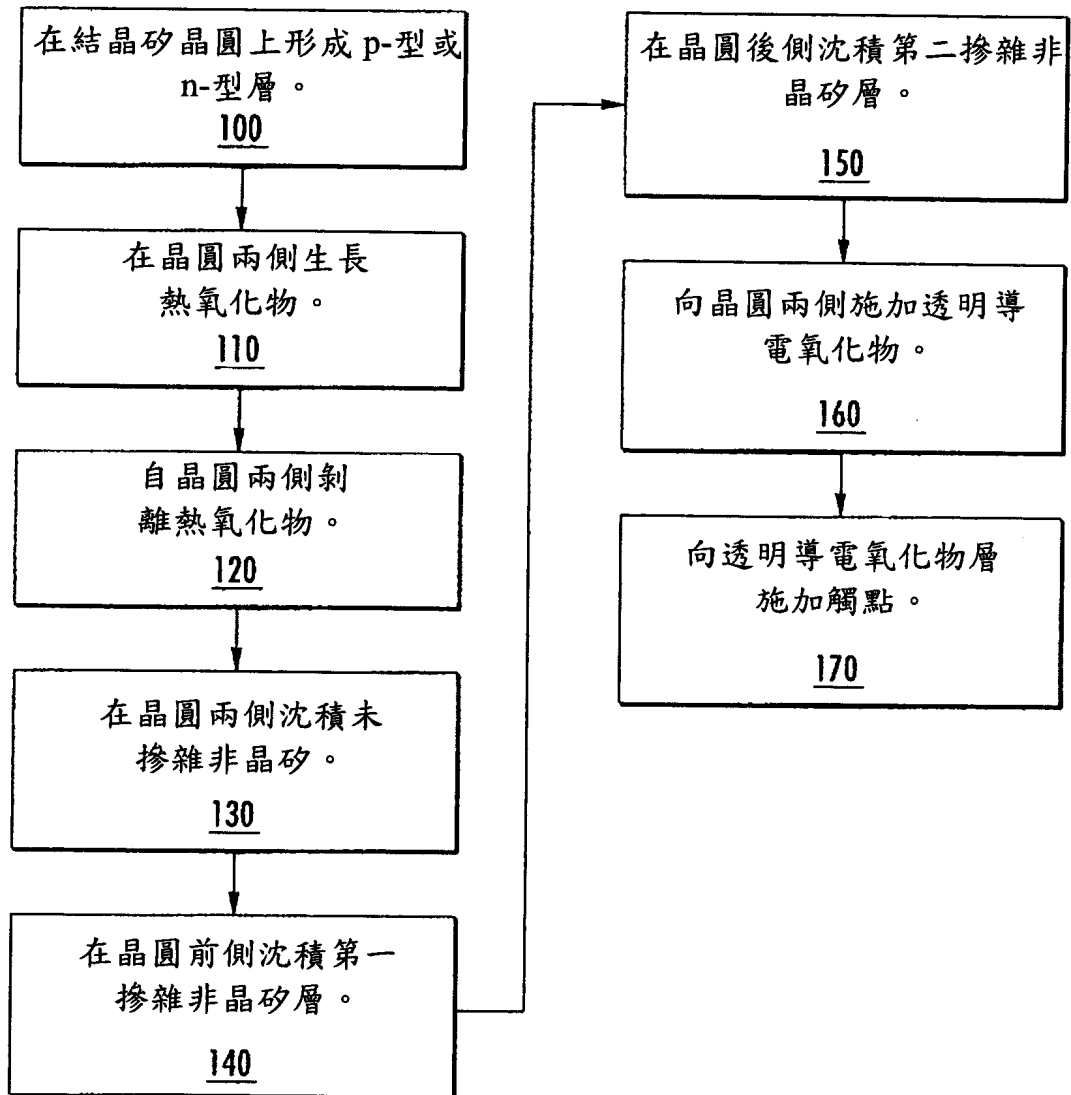 在結晶矽晶圓上形成 p-型或
n-型層。
100
在晶圓兩側生長
熱氧化物。
110
自晶圓兩側剝
離熱氧化物。
120
在晶圓兩側沈積未
摻雜非晶矽。
130
在晶圓前側沈積第一
摻雜非晶矽層。
140
在晶圓後側沈積第二摻雜非
晶矽層。
150
向晶圓兩側施加透明導
電氧化物。
160
向透明導電氧化物層
施加觸點。
170